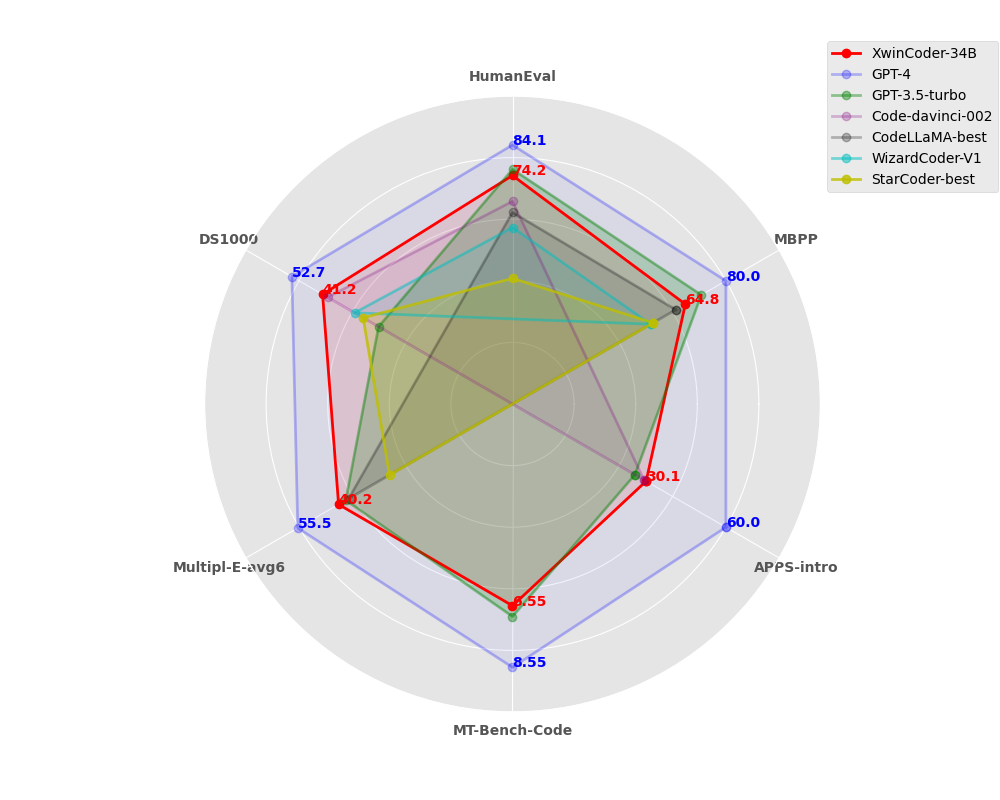 XwinCoder-34B
GPT-4
GPT-3.5-turbo
Code-davinci-002
CodeLLaMA-best
WizardCoder-V1
StarCoder-best
HumanEval
84.1
74.2
DS1000
MBPP
52.7
80.0
41.2
64.8
30.1
40.2
55.5
60.0
Multipl-E-avg6
APPS-intro
6.55
8.55
MT-Bench-Code